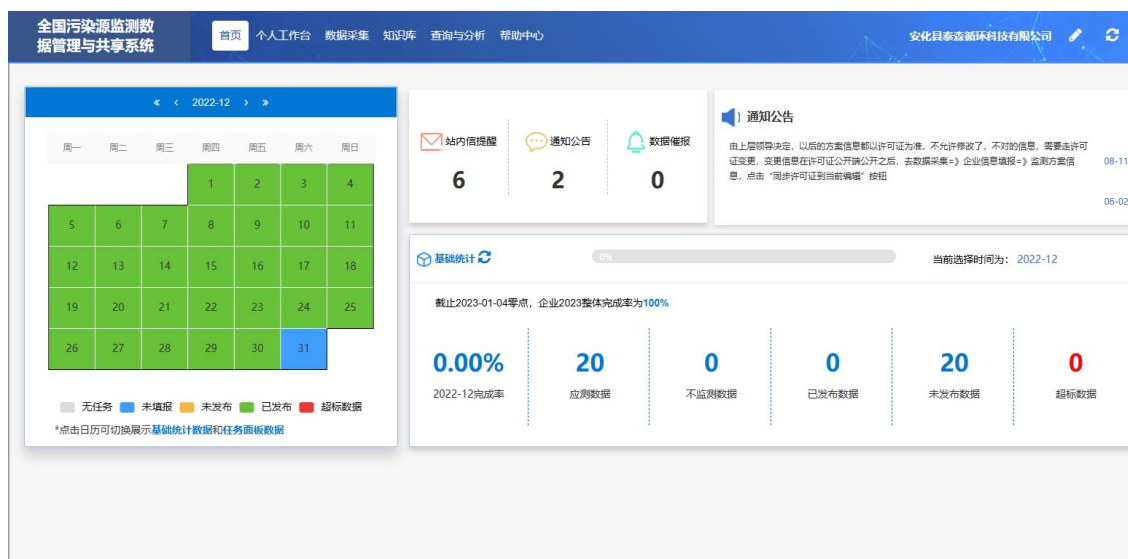 全国污染源监测数
据管理与共享系统
首页 个人工作台 数据采集 知识库 查询与分析 帮助中心
安化县泰森循环科技有限公司
« ‹ 2022-12 › »
周一 周二 周三 周四 周五 周六 周日
1 2 3 4
5 6 7 8 9 10 11
12 13 14 15 16 17 18
19 20 21 22 23 24 25
26 27 28 29 30 31
无任务 未填报 未发布 已发布 超标数据
*点击日历可切换展示基础统计数据和任务面板数据
站内信提醒 通知公告 数据催报
6 2 0
通知公告
由上层领导决定，以后的方案信息都以许可证为准，不允许修改了，不对的信息，需要走许可
证变更，变更信息在许可证公开端公开之后，去数据采集=》企业信息填报=》监测方案信
息，点击“同步许可证到当前编辑”按钮
08-11
06-02
基础统计 0% 当前选择时间为： 2022-12
截止2023-01-04零点，企业2023整体完成率为100%
0.00% 20 0 0 20 0
2022-12完成率 应测数据 不监测数据 已发布数据 未发布数据 超标数据